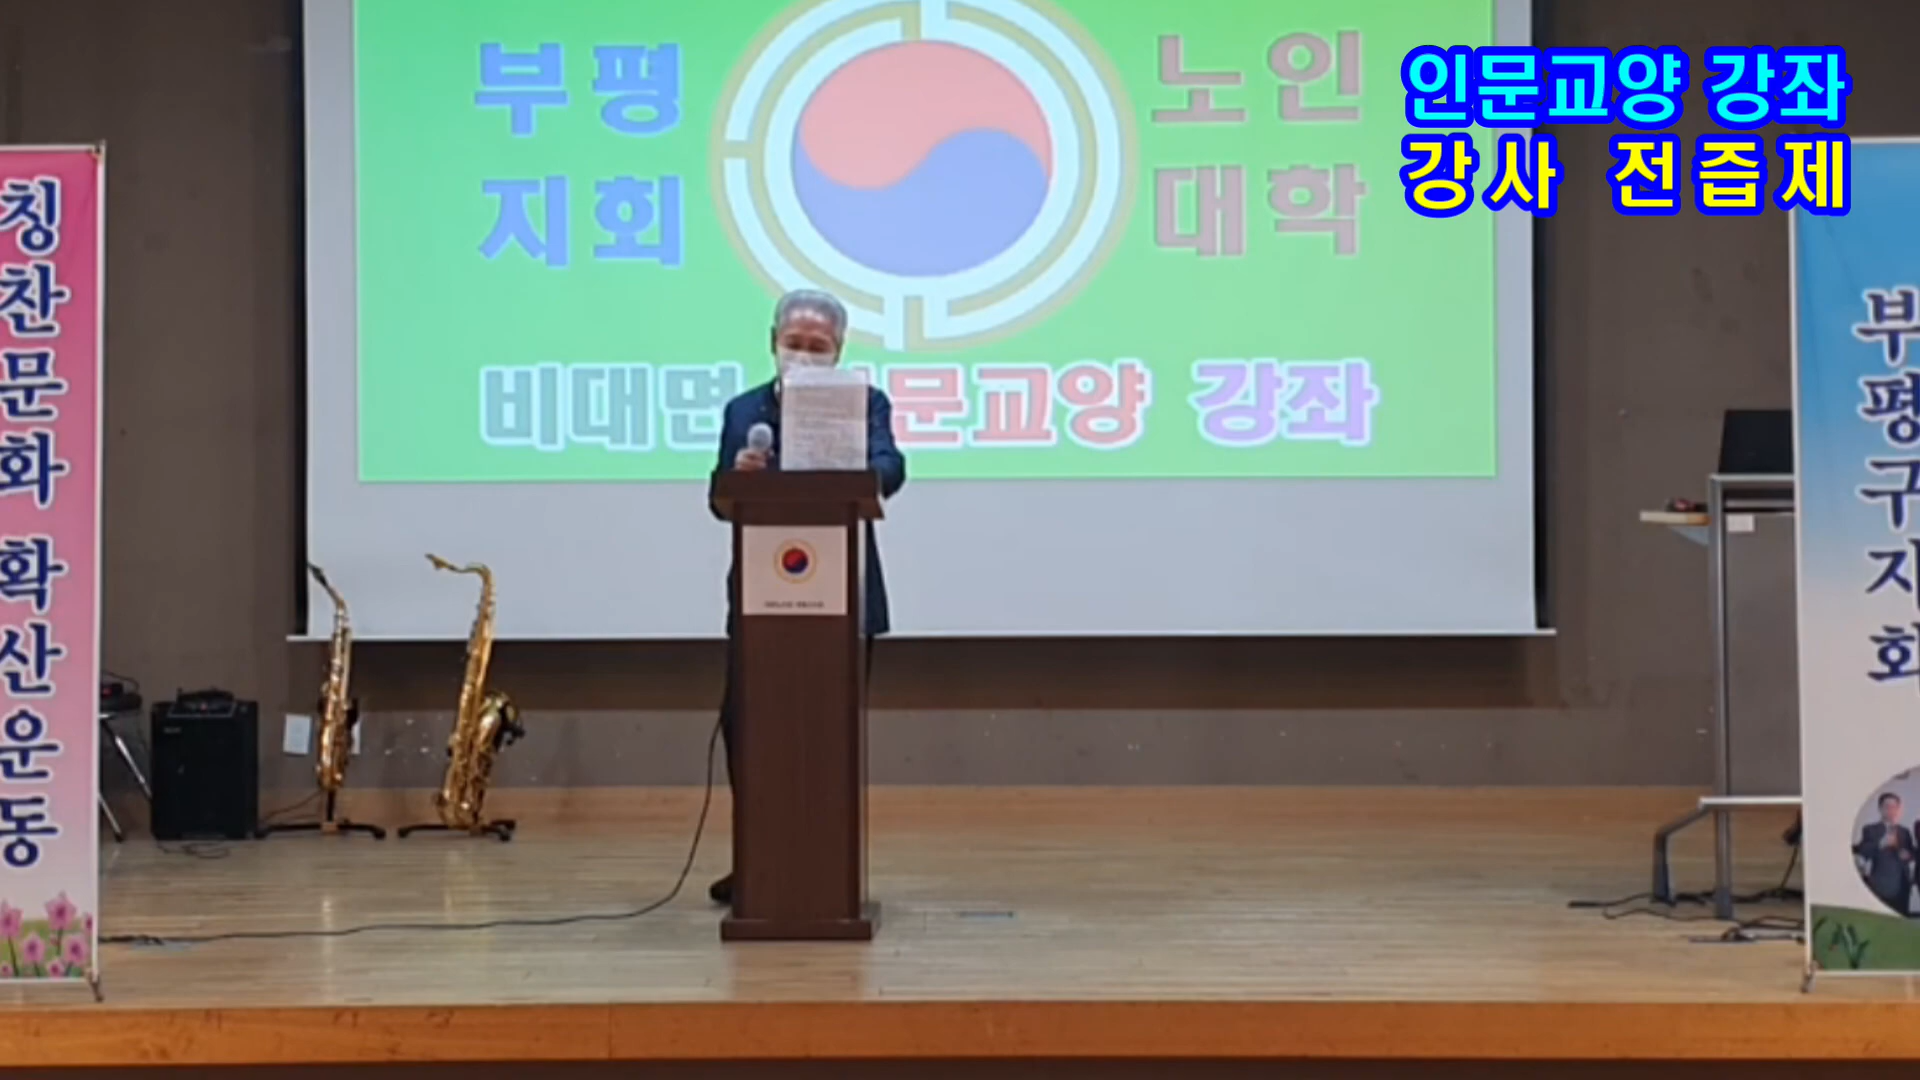 인문교양 강좌
강사 전즙제
부평 노인
지회 대학
비대면 인문교양 강좌
칭찬문화 확산운동
부평구지회